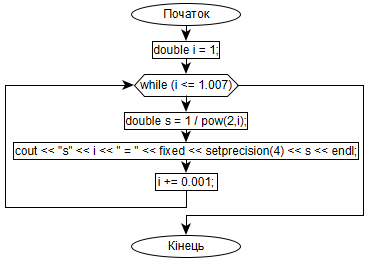 Початок
double i = 1;
while (i <= 1.007)
double s = 1 / pow(2,i);
cout << "s" << i << " = " << fixed << setprecision(4) << s << endl;
i += 0.001;
Кінець